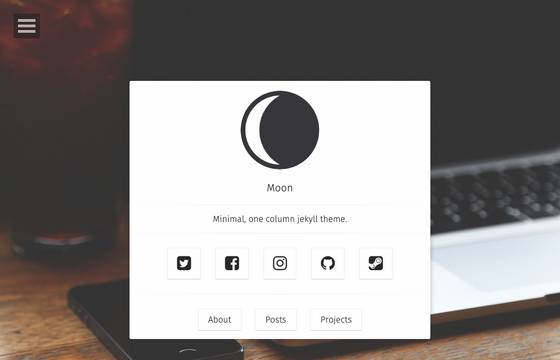 Moon
Minimal, one column jekyll theme.
About
Posts
Projects